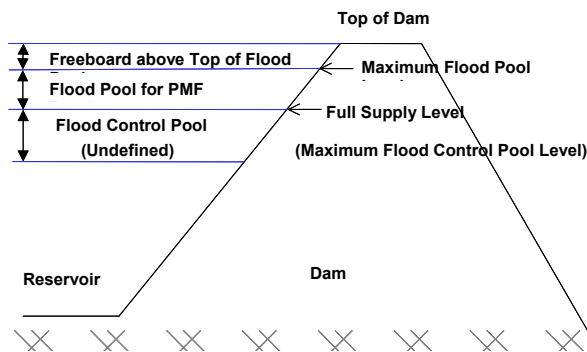 Top of Dam
Freeboard above Top of Flood
Maximum Flood Pool
Flood Pool for PMF
Full Supply Level
Flood Control Pool
(Undefined)
(Maximum Flood Control Pool Level)
Reservoir
Dam